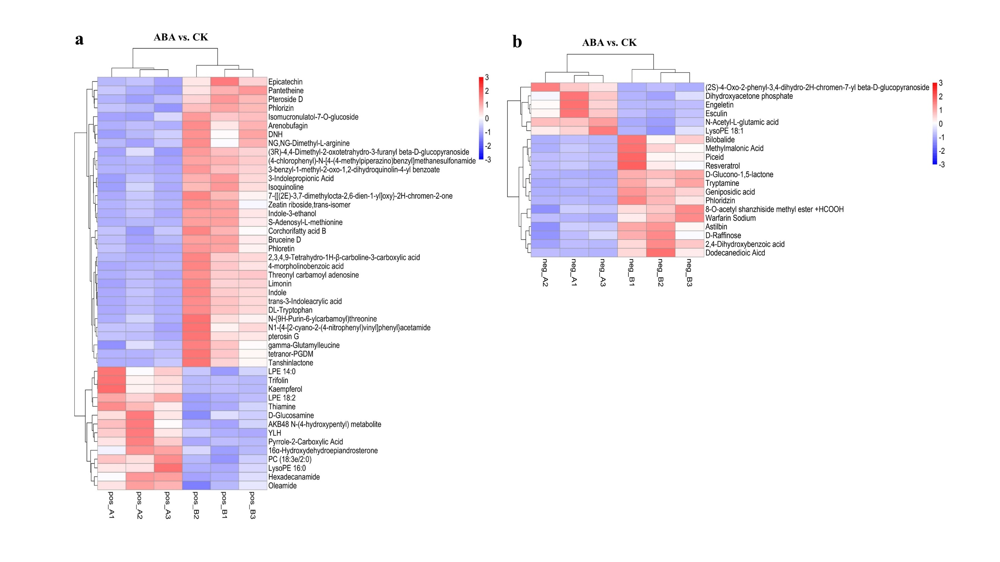 a
ABA vs. CK
Epicatechin
Pantetheine
Pteroside D
Phlorizin
Isomucronulatol-7-O-glucoside
Arenobufagin
DNH
NG,NG-Dimethyl-L-arginine
(3R)-4,4-Dimethyl-2-oxotetrahydro-3-furanyl beta-D-glucopyranoside
(4-chlorophenyl)-N-[4-(4-methylpiperazino)benzyl]methanesulfonamide
3-benzyl-1-methyl-2-oxo-1,2-dihydroquinolin-4-yl benzoate
3-Indolepropionic Acid
Isoquinoline
7-{[(2E)-3,7-dimethylocta-2,6-dien-1-yl]oxy}-2H-chromen-2-one
Zeatin riboside,trans-isomer
Indole-3-ethanol
S-Adenosyl-L-methionine
Corchorifatty acid B
Bruceine D
Phloretin
2,3,4,9-Tetrahydro-1H-β-carboline-3-carboxylic acid
4-morpholinobenzoic acid
Threonyl carbamoyl adenosine
Limonin
Indole
trans-3-Indoleacrylic acid
DL-Tryptophan
N-(9H-Purin-6-ylcarbamoyl)threonine
N1-{4-[2-cyano-2-(4-nitrophenyl)vinyl]phenyl}acetamide
pterosin G
gamma-Glutamylleucine
tetranor-PGDM
Tanshinlactone
LPE 14:0
Trifolin
Kaempferol
LPE 18:2
Thiamine
D-Glucosamine
AKB48 N-(4-hydroxypentyl) metabolite
YLH
Pyrrole-2-Carboxylic Acid
16α-Hydroxydehydroepiandrosterone
PC (18:3e/2:0)
LysoPE 16:0
Hexadecanamide
Oleamide
pos_A1
pos_A2
pos_A3
pos_B2
pos_B1
pos_B3
3
2
1
0
-1
-2
-3
b
ABA vs. CK
(2S)-4-Oxo-2-phenyl-3,4-dihydro-2H-chromen-7-yl beta-D-glucopyranoside
Dihydroxyacetone phosphate
Engeletin
Esculin
N-Acetyl-L-glutamic acid
LysoPE 18:1
Bilobalide
Methylmalonic Acid
Piceid
Resveratrol
D-Glucono-1,5-lactone
Tryptamine
Geniposidic acid
Phloridzin
8-O-acetyl shanzhiside methyl ester +HCOOH
Warfarin Sodium
Astilbin
D-Raffinose
2,4-Dihydroxybenzoic acid
Dodecanedioic Aicd
neg_A2
neg_A1
neg_A3
neg_B1
neg_B2
neg_B3
3
2
1
0
-1
-2
-3